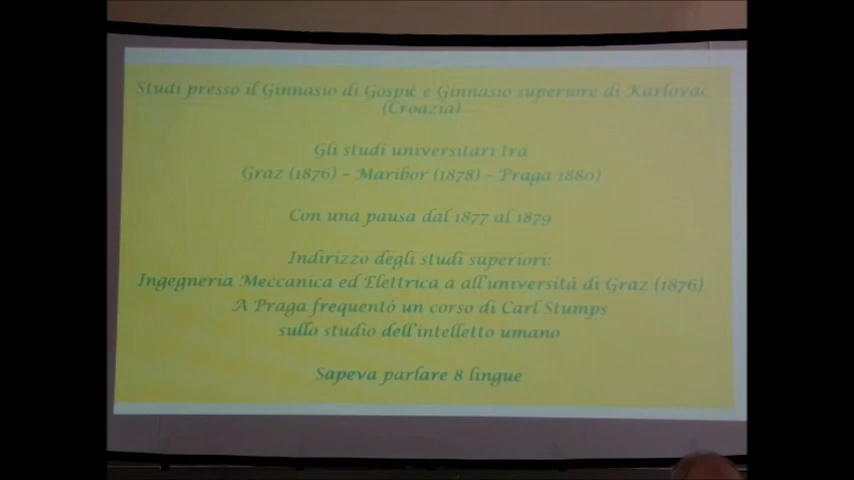 Studi presso il Ginnasio di Gospić e Ginnasio superiore di Karlovac
(Croazia)
Gli studi universitari tra
Graz (1876) – Maribor (1878) – Praga 1880)
Con una pausa dal 1877 al 1879
Indirizzo degli studi superiori:
Ingegneria Meccanica ed Elettrica a all'università di Graz (1876)
A Praga frequentò un corso di Carl Stumps
sullo studio dell'intelletto umano
Sapeva parlare 8 lingue